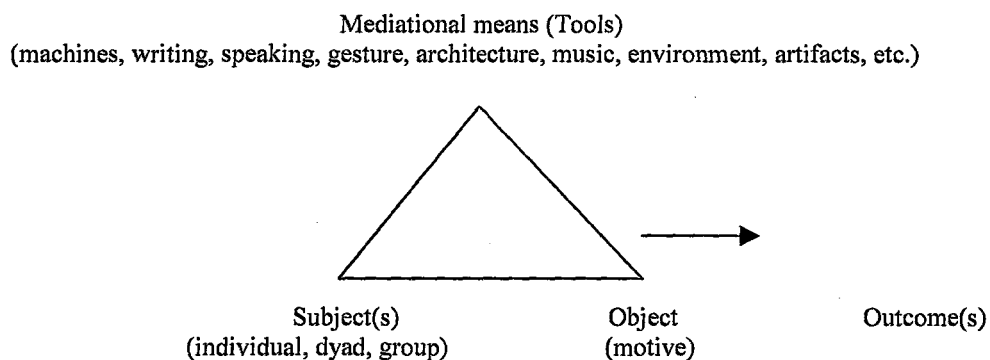 Mediational means (Tools)
(machines, writing, speaking, gesture, architecture, music, environment, artifacts, etc.)
Subject(s) Object Outcome(s)
(individual, dyad, group) (motive)